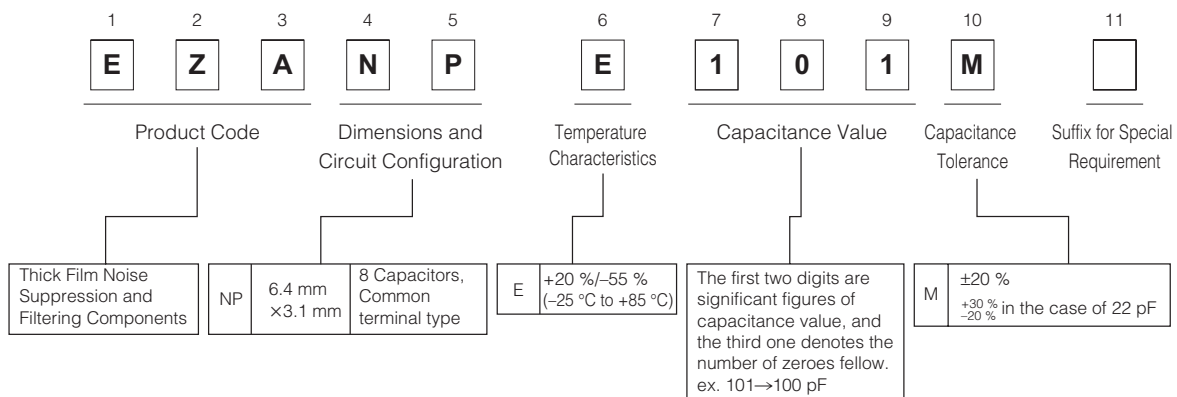 1 2 3 4 5 6 7 8 9 10 11
E Z A N P E 1 0 1 M
Product Code
Dimensions and
Circuit Configuration
Temperature
Characteristics
Capacitance Value
Capacitance
Tolerance
Suffix for Special
Requirement
Thick Film Noise
Suppression and
Filtering Components
NP
6.4 mm
×3.1 mm
8 Capacitors,
Common
terminal type
E
+20 %/–55 %
(–25 °C to +85 °C)
The first two digits are
significant figures of
capacitance value, and
the third one denotes the
number of zeroes fellow.
ex. 101→100 pF
M
±20 %
+30 %
–20 % in the case of 22 pF